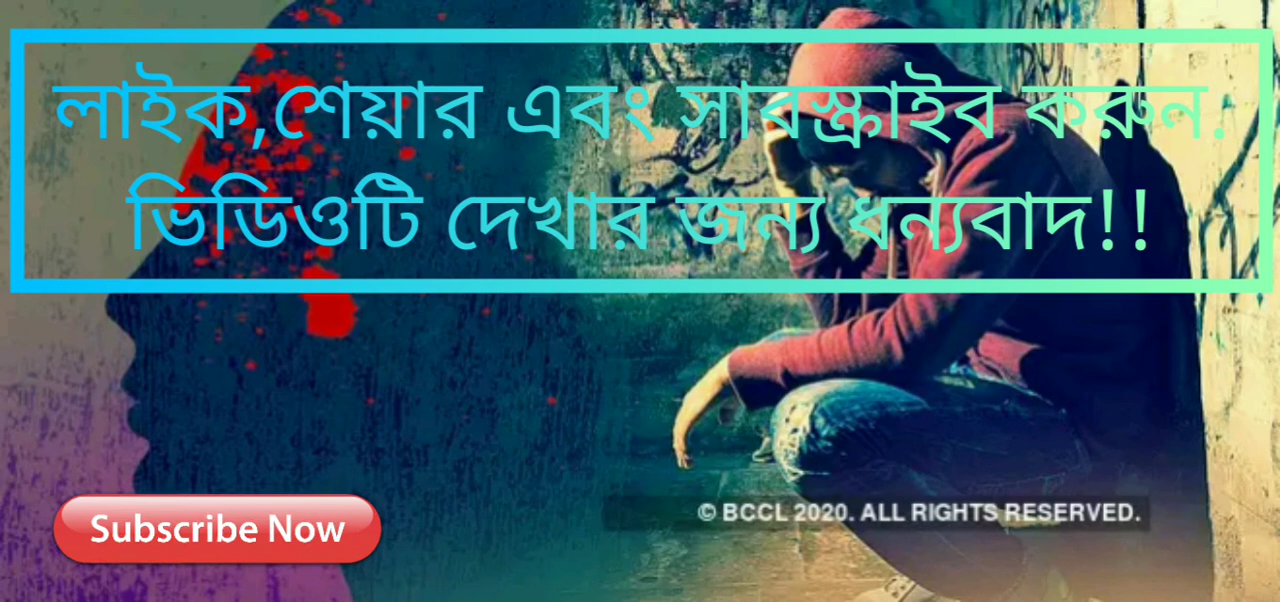 লাইক,শেয়ার এবং সাবস্ক্রাইব করুন.
ভিডিওটি দেখার জন্য ধন্যবাদ!!
© BCCL 2020. ALL RIGHTS RESERVED.
Subscribe Now